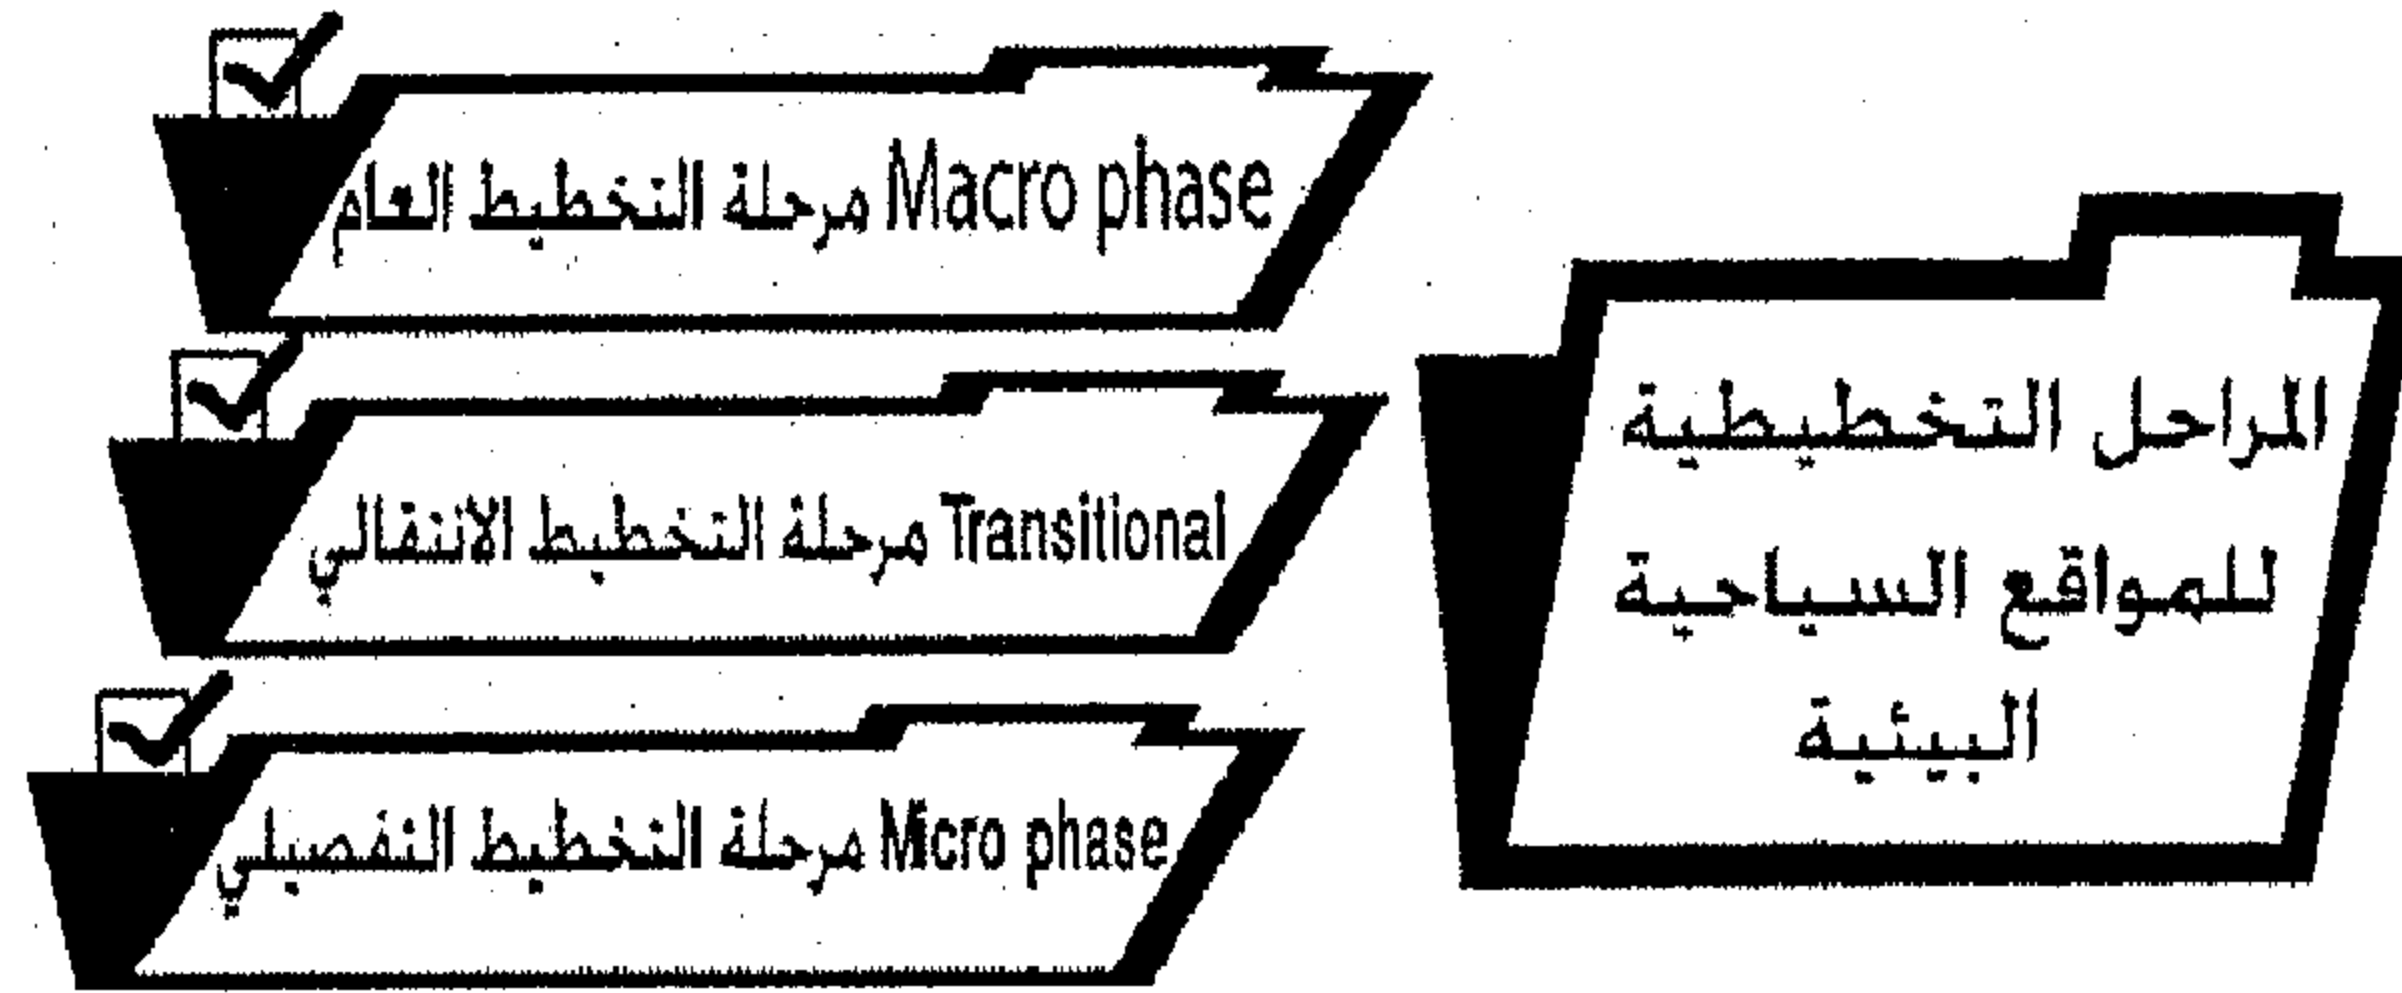 المراحل التخطيطية
للمواقع السياحية
البيئية
Macro phase مرحلة التخطيط العام
Transitional مرحلة التخطيط الانتقالي
Micro phase مرحلة التخطيط التفصيلي